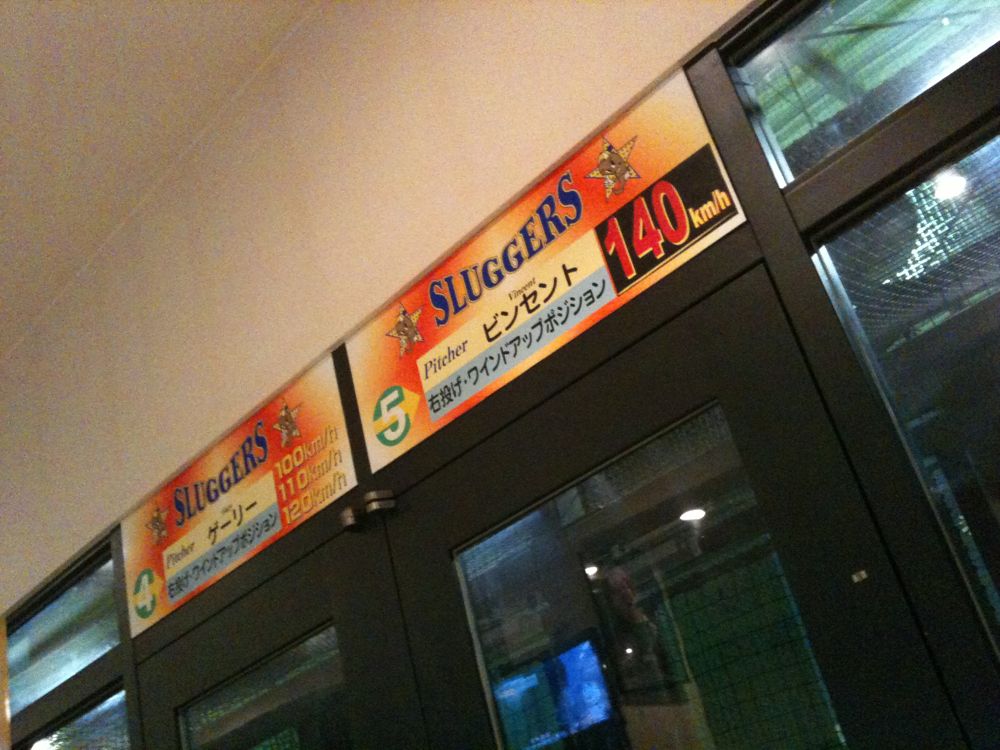 4
SLUGGERS
Pitcher
ゲーリー
右投げ・ワインドアップポジション
100km/h
110km/h
120km/h
5
SLUGGERS
Pitcher
Vincent
ビンセント
右投げ・ワインドアップポジション
140km/h